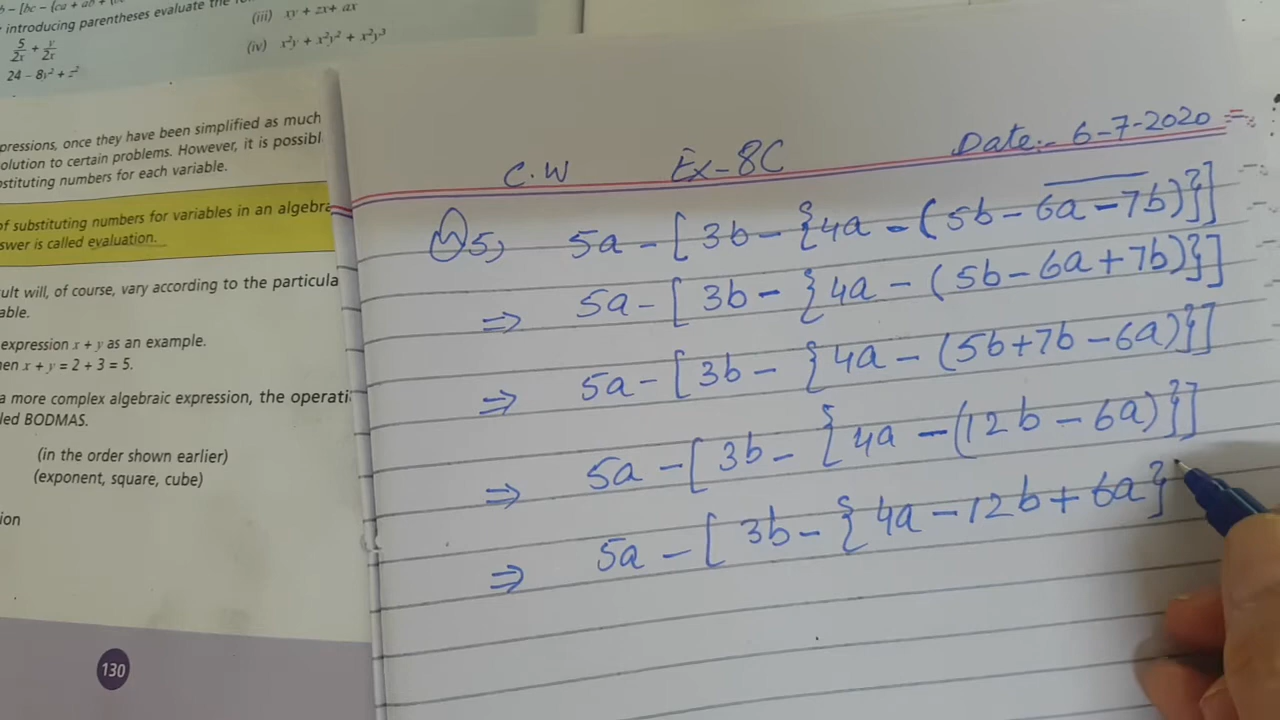 introducing parentheses evaluate the
5/2x + y/2x
24 – 8y² + z²
(iii) xy + zx + ax
(iv) x²y + x²y² + x²y³
pressions, once they have been simplified as much
olution to certain problems. However, it is possibl
stituting numbers for each variable.
of substituting numbers for variables in an algebra
swer is called evaluation.
ult will, of course, vary according to the particula
able.
expression x + y as an example.
en x + y = 2 + 3 = 5.
a more complex algebraic expression, the operati
led BODMAS.
(in the order shown earlier)
(exponent, square, cube)
ion
130
C.W Ex-8C Date:- 6-7-2020
5, 5a - [3b - {4a - (5b - 6̅a̅ ̅-̅ ̅7̅b̅)}]
⇒ 5a - [3b - {4a - (5b - 6a + 7b)}]
⇒ 5a - [3b - {4a - (5b + 7b - 6a)}]
⇒ 5a - [3b - {4a - (12b - 6a)}]
⇒ 5a - [3b - {4a - 12b + 6a}